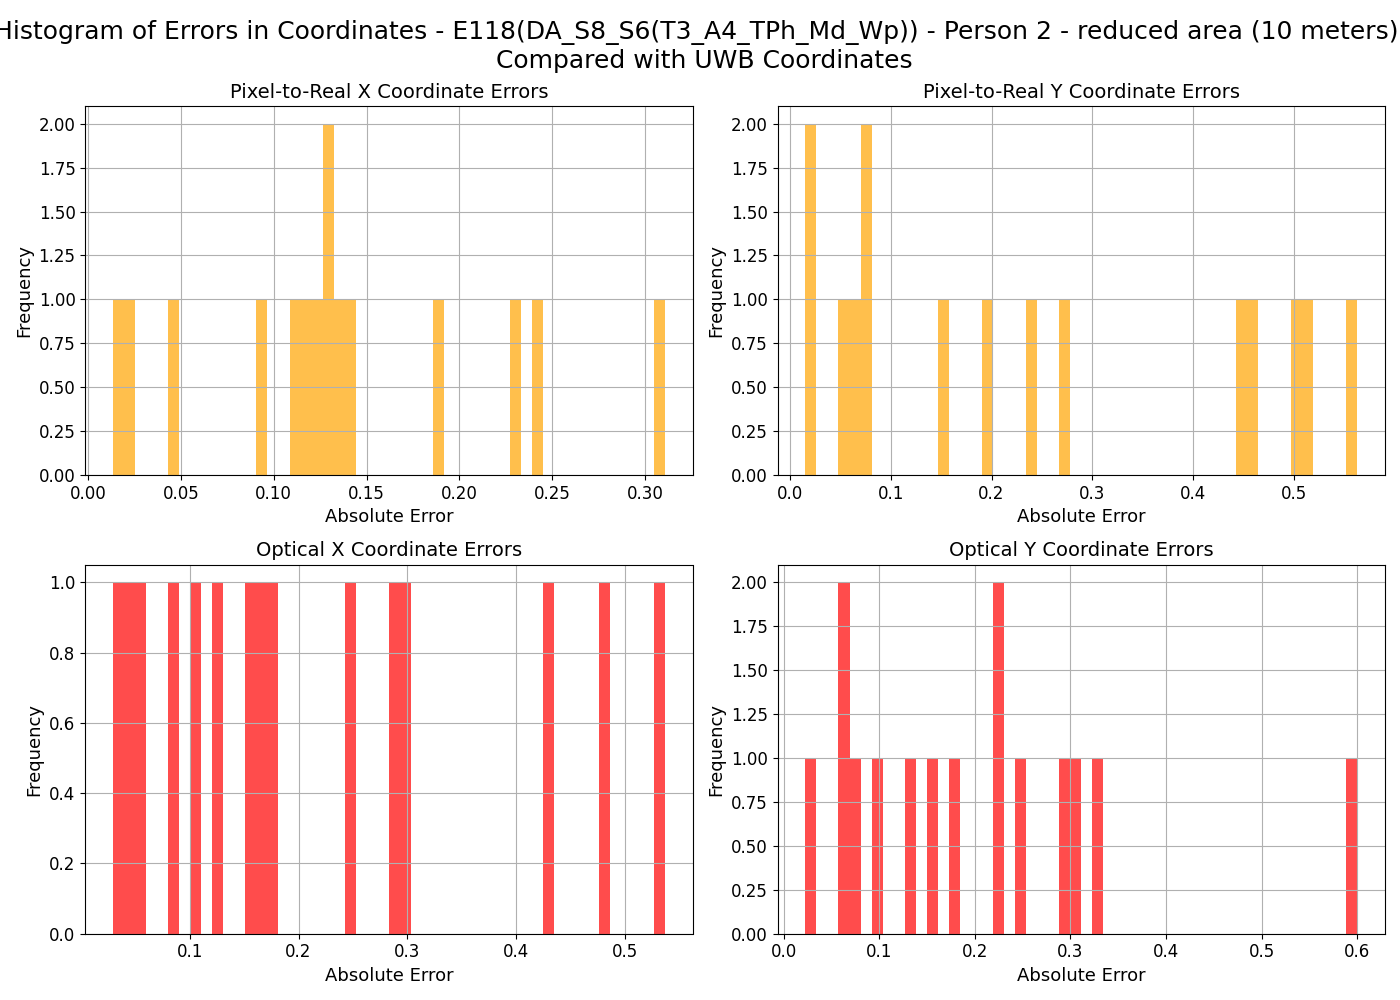 Histogram of Errors in Coordinates - E118(DA_S8_S6(T3_A4_TPh_Md_Wp)) - Person 2 - reduced area (10 meters)
Compared with UWB Coordinates
Pixel-to-Real X Coordinate Errors
Frequency
2.00
1.75
1.50
1.25
1.00
0.75
0.50
0.25
0.00
0.00 0.05 0.10 0.15 0.20 0.25 0.30
Absolute Error
Pixel-to-Real Y Coordinate Errors
Frequency
2.00
1.75
1.50
1.25
1.00
0.75
0.50
0.25
0.00
0.0 0.1 0.2 0.3 0.4 0.5
Absolute Error
Optical X Coordinate Errors
Frequency
1.0
0.8
0.6
0.4
0.2
0.0
0.1 0.2 0.3 0.4 0.5
Absolute Error
Optical Y Coordinate Errors
Frequency
2.00
1.75
1.50
1.25
1.00
0.75
0.50
0.25
0.00
0.0 0.1 0.2 0.3 0.4 0.5 0.6
Absolute Error